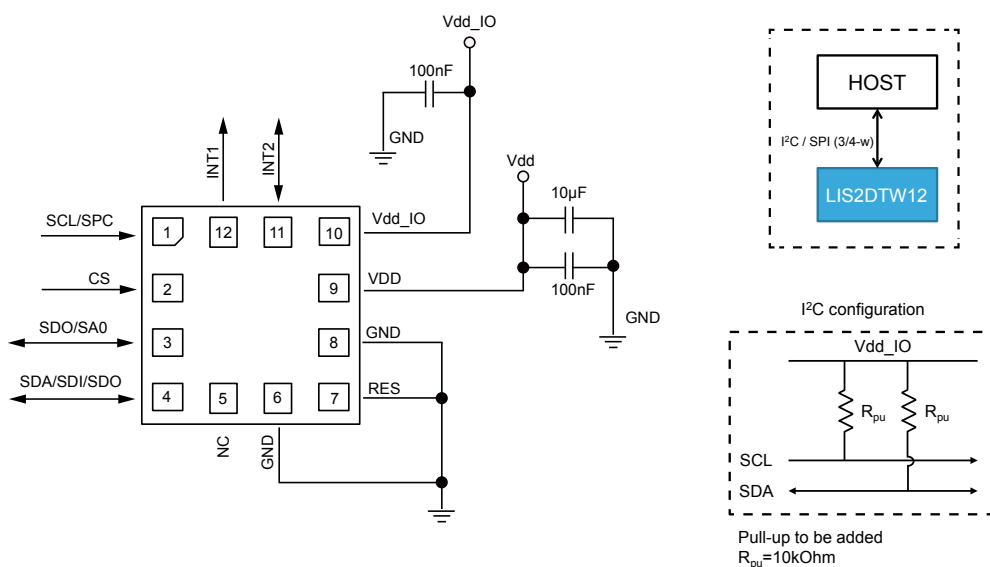 Vdd_IO
100nF
GND
INT1
INT2
Vdd
10µF
100nF
GND
SCL/SPC
CS
SDO/SA0
SDA/SDI/SDO
1
12
11
10
2
9
3
8
4
5
6
7
Vdd_IO
VDD
GND
RES
NC
GND
HOST
I²C / SPI (3/4-w)
LIS2DTW12
I²C configuration
Vdd_IO
Rpu
Rpu
SCL
SDA
Pull-up to be added
Rpu=10kOhm